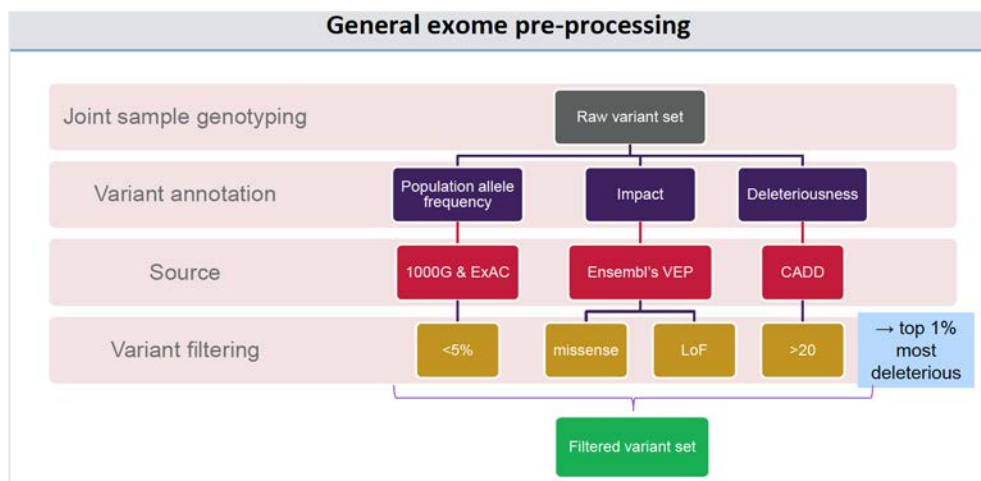 General exome pre-processing
Joint sample genotyping
Raw variant set
Variant annotation
Population allele
frequency
Impact
Deleteriousness
Source
1000G & ExAC
Ensembl's VEP
CADD
Variant filtering
<5%
missense
LoF
>20
→ top 1%
most
deleterious
Filtered variant set